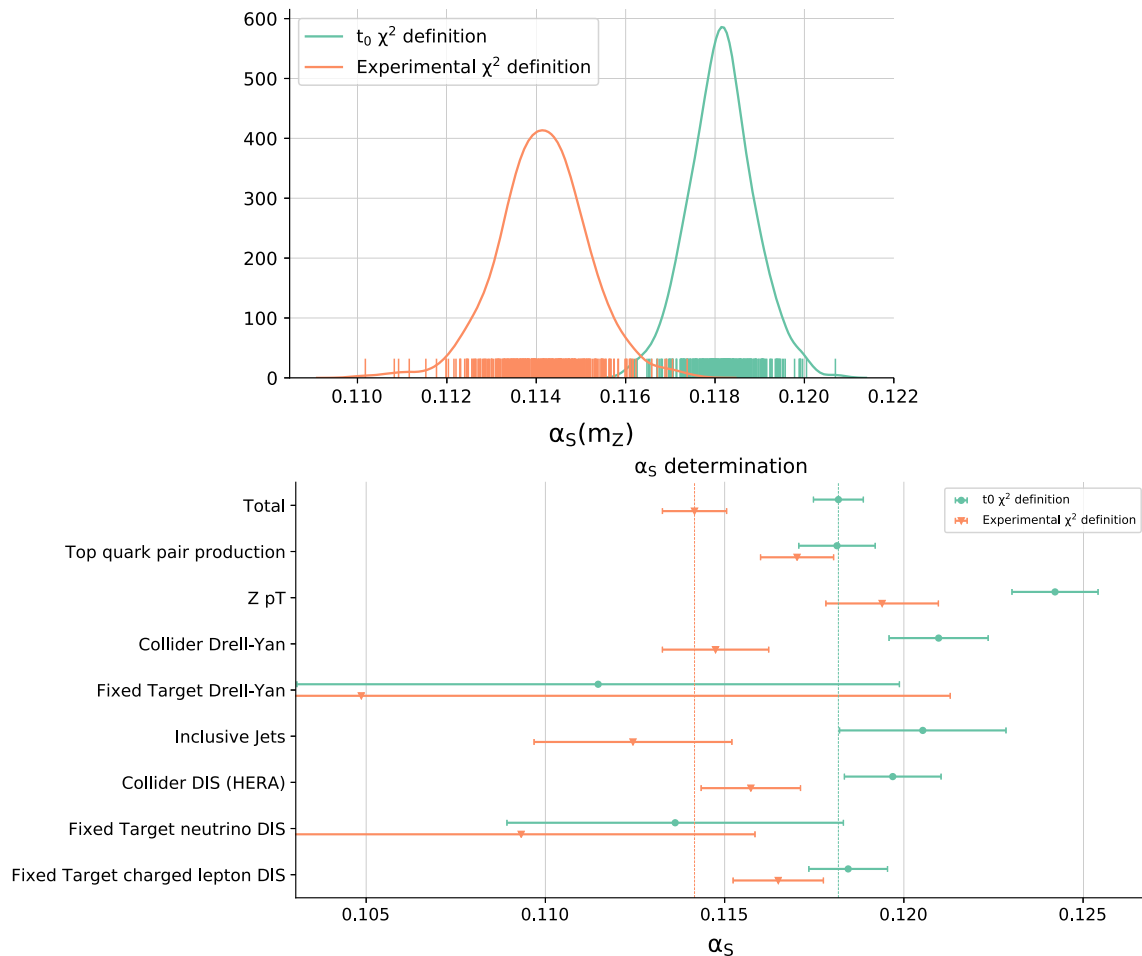 600
500
400
300
200
100
0
t₀ χ² definition
Experimental χ² definition
0.110 0.112 0.114 0.116 0.118 0.120 0.122
αS(mZ)
αS determination
Total
Top quark pair production
Z pT
Collider Drell-Yan
Fixed Target Drell-Yan
Inclusive Jets
Collider DIS (HERA)
Fixed Target neutrino DIS
Fixed Target charged lepton DIS
t0 χ² definition
Experimental χ² definition
0.105 0.110 0.115 0.120 0.125
αS